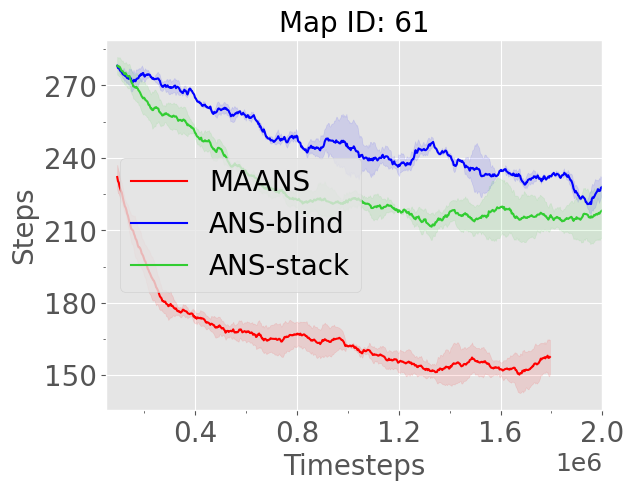 Map ID: 61
Steps
270
240
210
180
150
MAANS
ANS-blind
ANS-stack
0.4 0.8 1.2 1.6 2.0
Timesteps
1e6